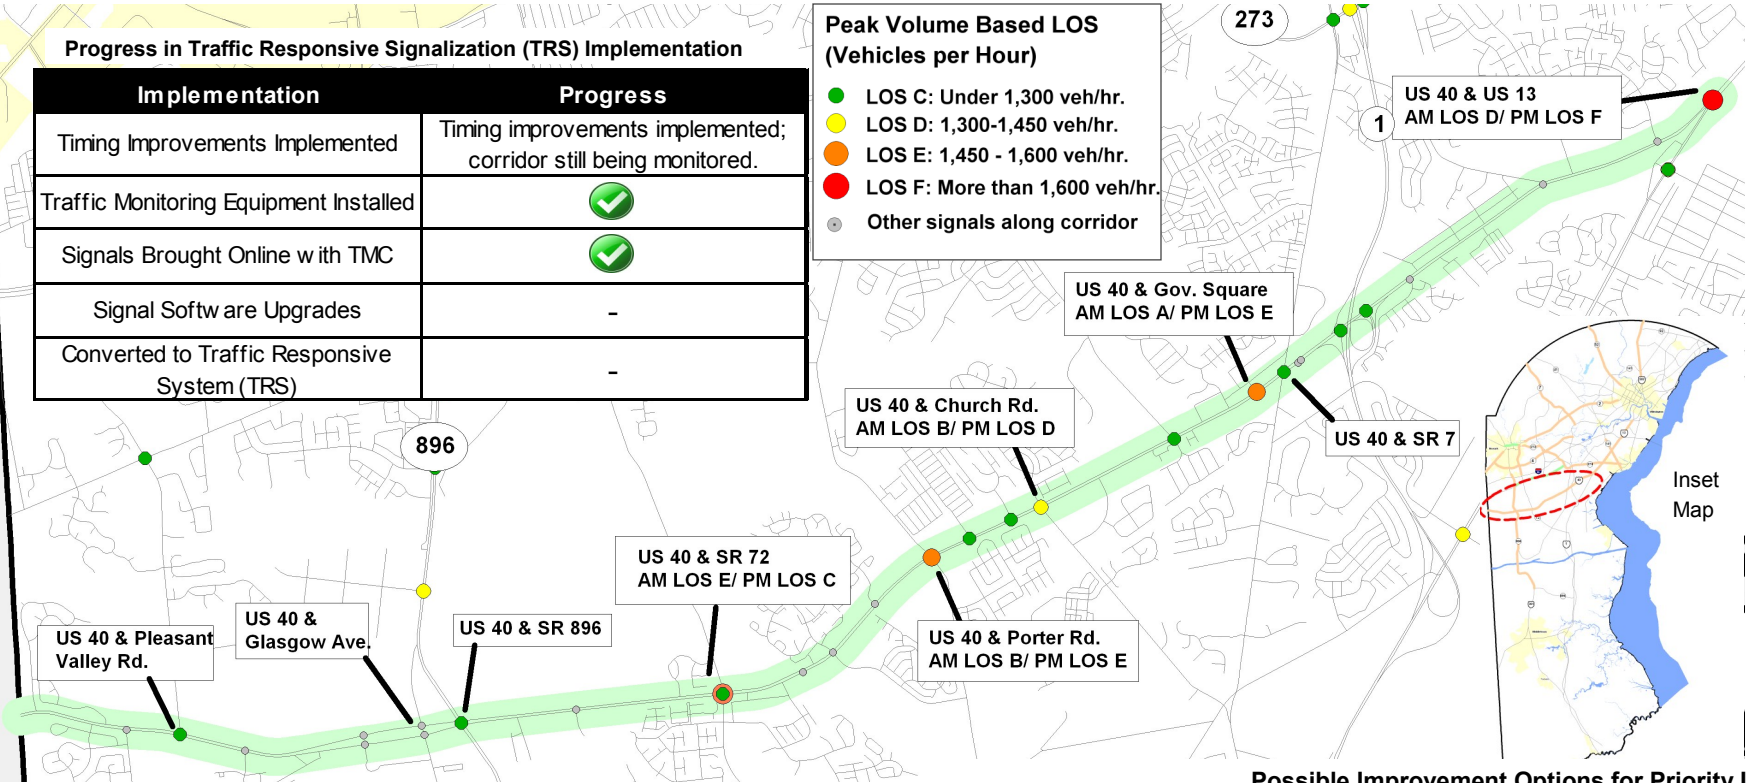 Progress in Traffic Responsive Signalization (TRS) Implementation
Implementation
Progress
Timing Improvements Implemented
Timing improvements implemented;
corridor still being monitored.
Traffic Monitoring Equipment Installed
Signals Brought Online with TMC
Signal Software Upgrades
-
Converted to Traffic Responsive
System (TRS)
-
Peak Volume Based LOS
(Vehicles per Hour)
LOS C: Under 1,300 veh/hr.
LOS D: 1,300-1,450 veh/hr.
LOS E: 1,450 - 1,600 veh/hr.
LOS F: More than 1,600 veh/hr.
Other signals along corridor
273
1
US 40 & US 13
AM LOS D/ PM LOS F
US 40 & Gov. Square
AM LOS A/ PM LOS E
US 40 & Church Rd.
AM LOS B/ PM LOS D
US 40 & SR 7
896
Inset
Map
US 40 & SR 72
AM LOS E/ PM LOS C
US 40 & Pleasant
Valley Rd.
US 40 &
Glasgow Ave.
US 40 & SR 896
US 40 & Porter Rd.
AM LOS B/ PM LOS E
Possible Improvement Options for Priority